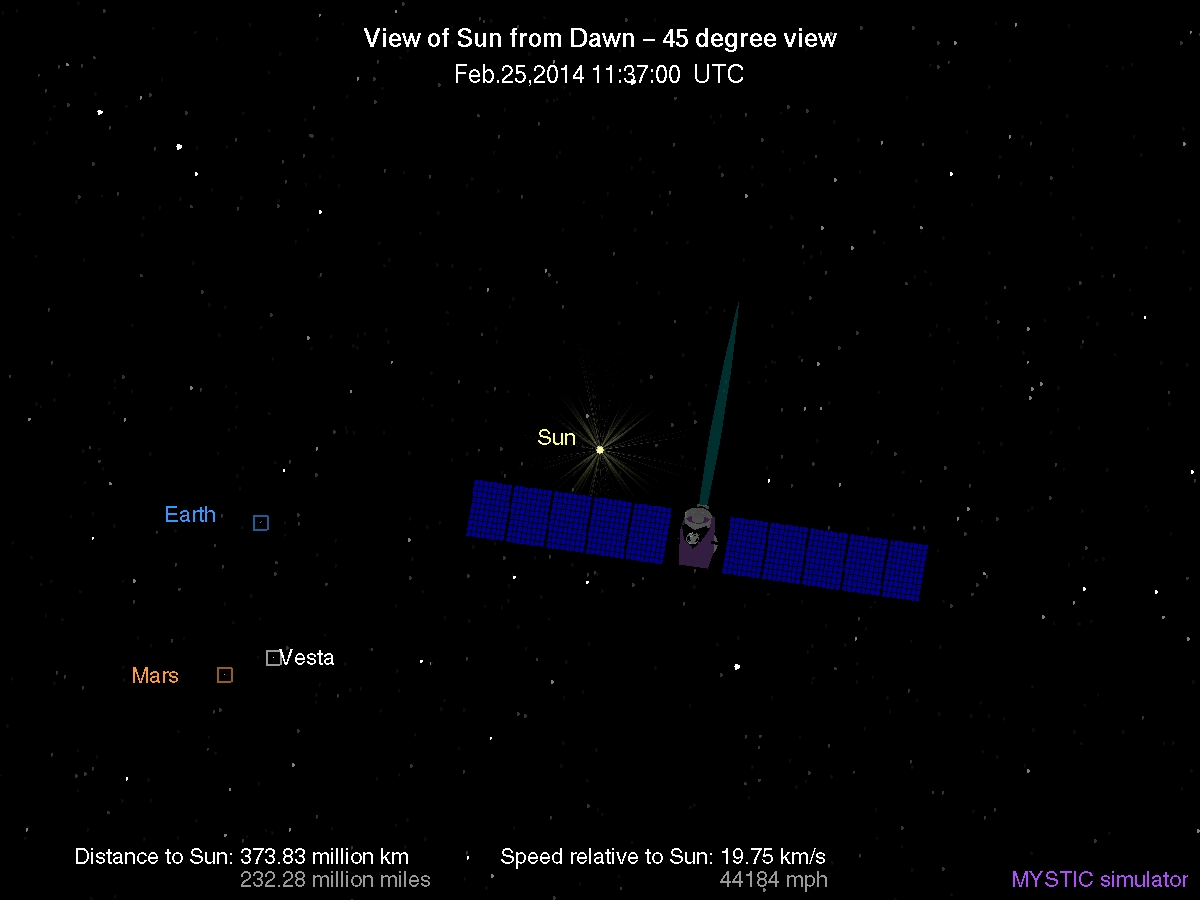 View of Sun from Dawn – 45 degree view
Feb.25,2014 11:37:00 UTC
Sun
Earth
Vesta
Mars
Distance to Sun: 373.83 million km
232.28 million miles
Speed relative to Sun: 19.75 km/s
44184 mph
MYSTIC simulator